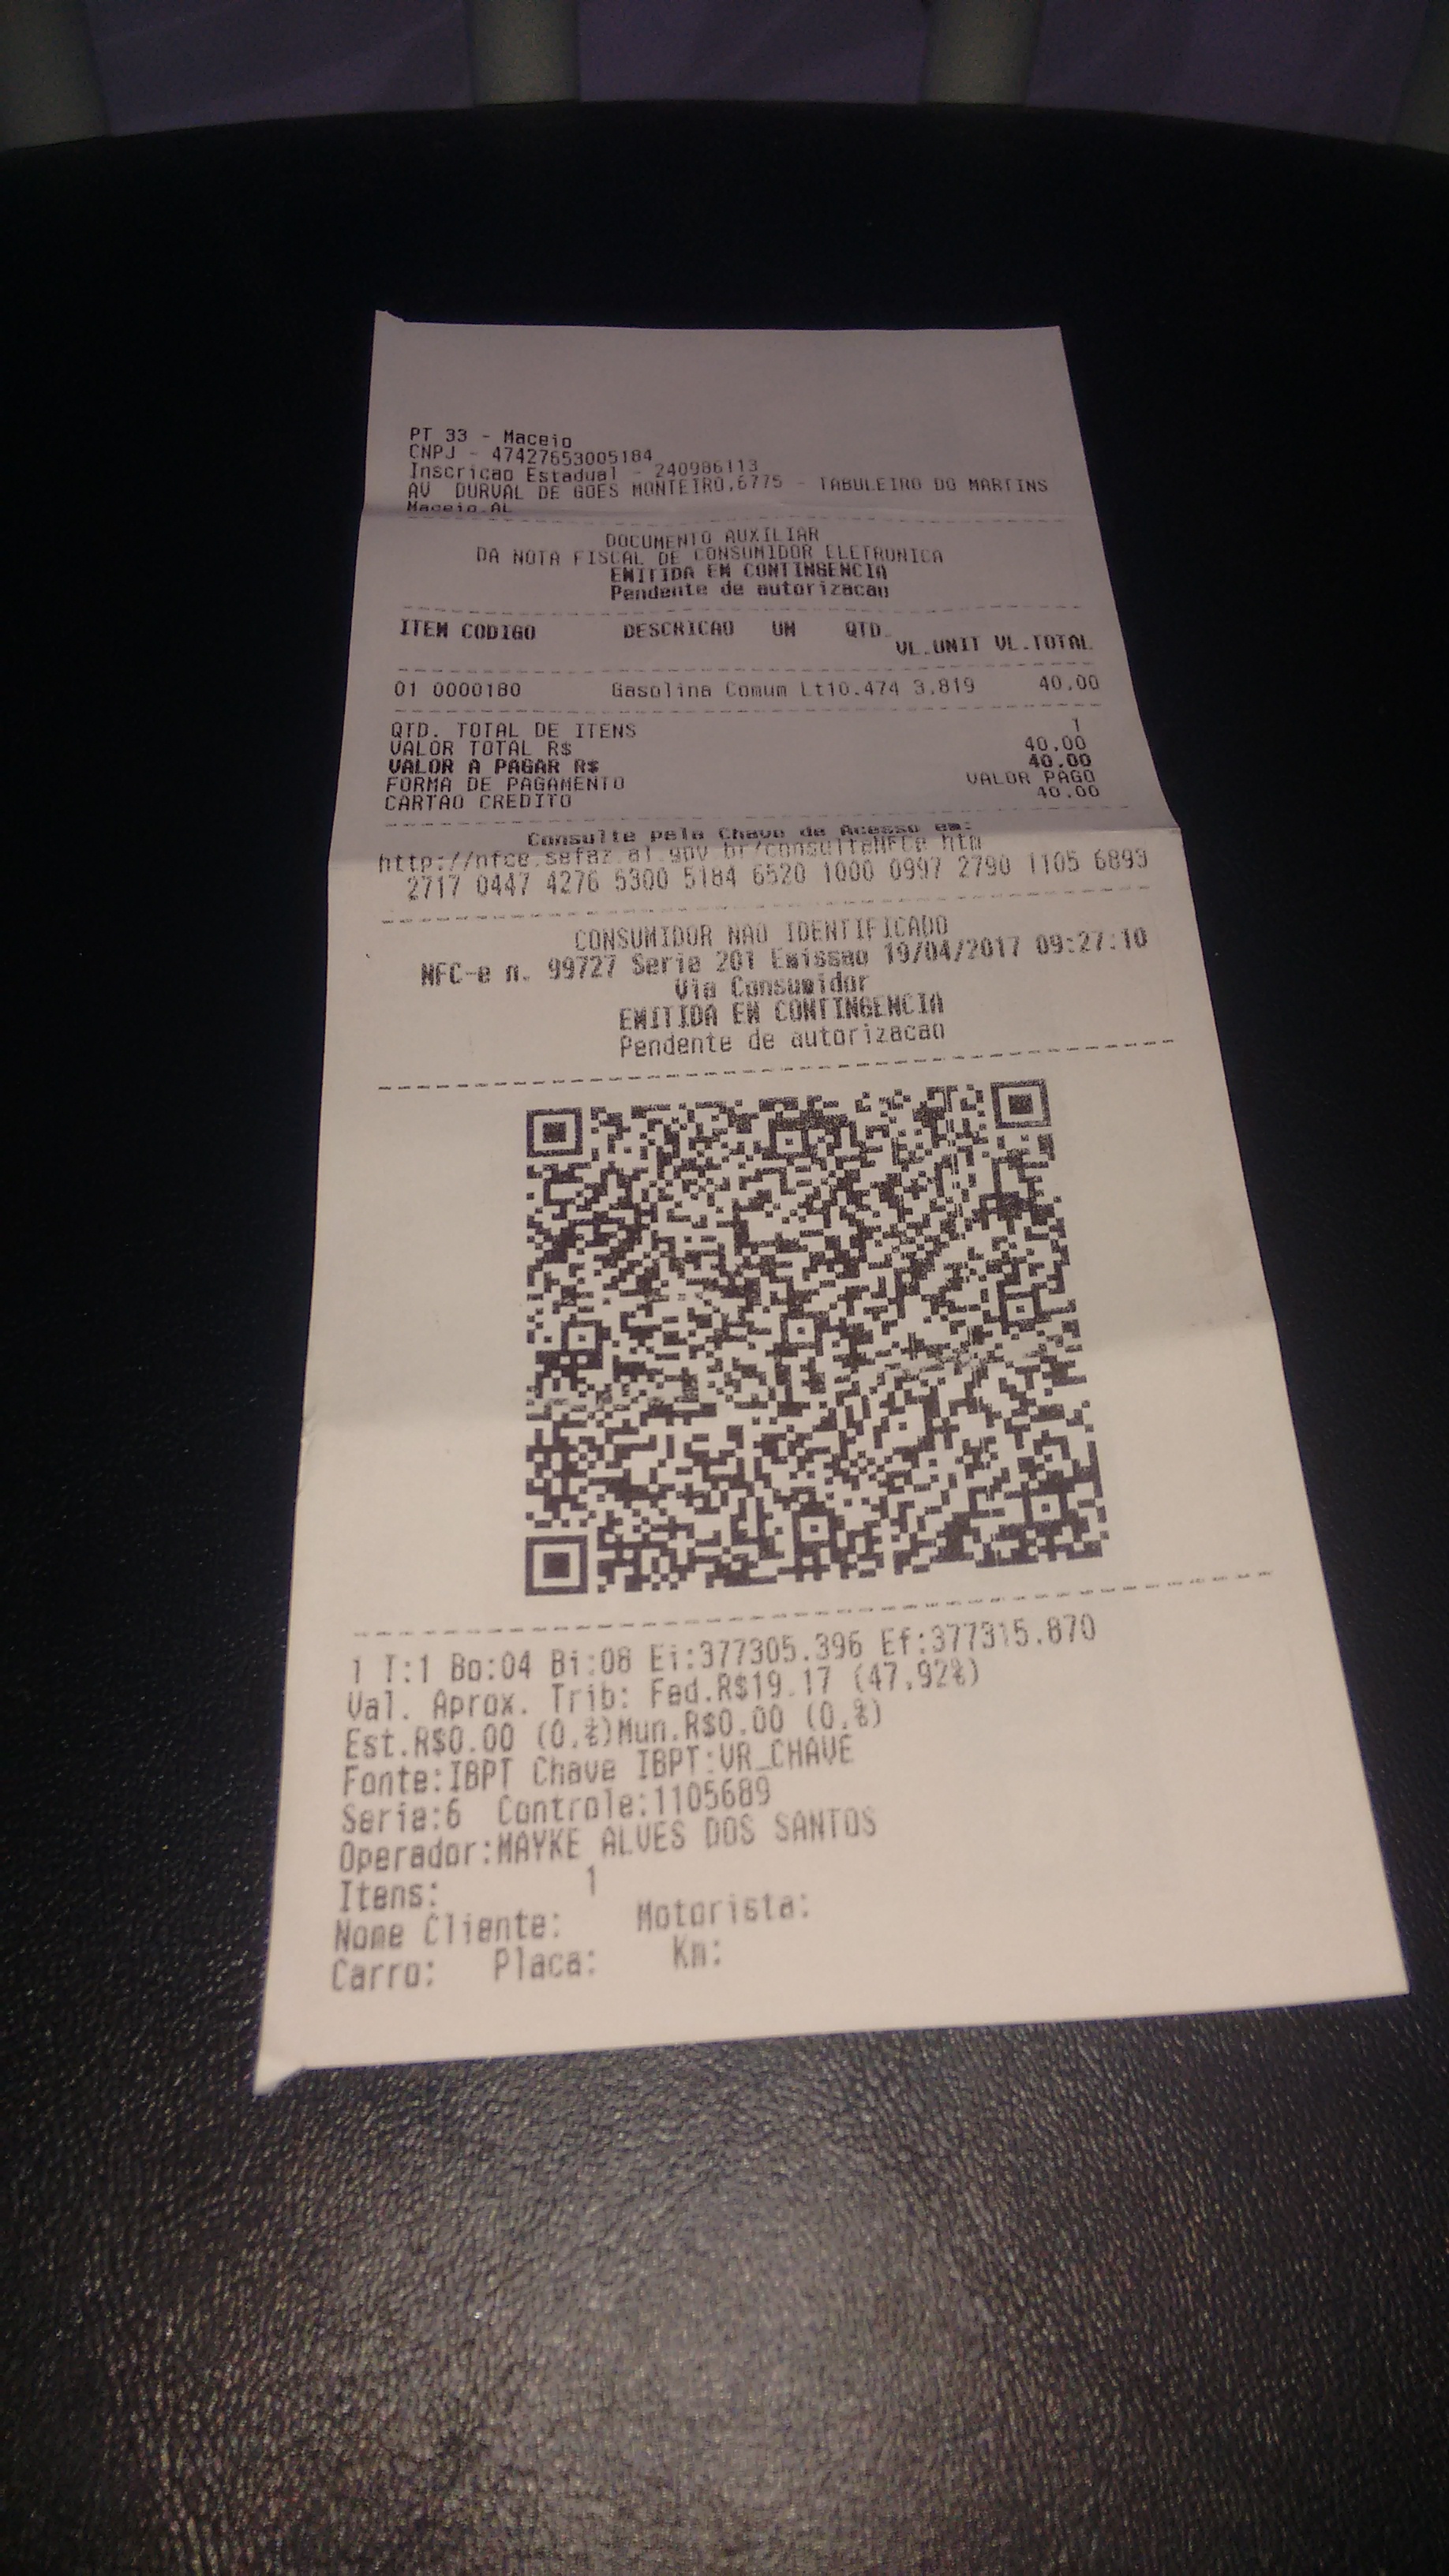 PT 33 - Maceio
CNPJ - 47427653005184
Inscricao Estadual - 240986113
AV DURVAL DE GOES MONTEIRO,6775 - TABULEIRO DO MARTINS
Maceio.AL
DOCUMENTO AUXILIAR
DA NOTA FISCAL DE CONSUMIDOR ELETRONICA
EMITIDA EM CONTINGENCIA
Pendente de autorizacao
ITEM CODIGO DESCRICAO UM QTD.
VL.UNIT VL.TOTAL
01 0000180 Gasolina Comum Lt10.474 3.819 40.00
QTD. TOTAL DE ITENS 1
VALOR TOTAL R$ 40.00
VALOR A PAGAR R$ 40.00
FORMA DE PAGAMENTO VALOR PAGO
CARTAO CREDITO 40.00
Consulte pela Chave de Acesso em:
http://nfce.sefaz.al.gov.br/consultaNFCe.htm
2717 0447 4276 5300 5184 6520 1000 0997 2790 1105 6893
CONSUMIDOR NAO IDENTIFICADO
NFC-e n. 99727 Serie 201 Emissao 19/04/2017 09:27:10
Via Consumidor
EMITIDA EM CONTINGENCIA
Pendente de autorizacao
1 T:1 Bo:04 Bi:08 Ei:377305.396 Ef:377315.870
Val. Aprox. Trib: Fed.R$19.17 (47.92%)
Est.R$0.00 (0.%)Mun.R$0.00 (0.%)
Fonte:IBPT Chave IBPT:VR_CHAVE
Serie:6 Controle:1105689
Operador:MAYKE ALVES DOS SANTOS
Itens: 1
Nome Cliente: Motorista:
Carro: Placa: Km: